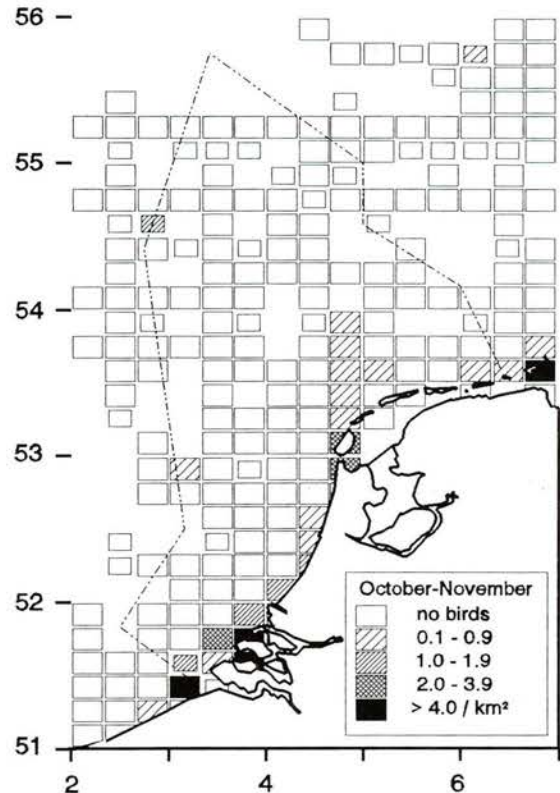 56
55
54
53
52
51
2 4 6
October-November
no birds
0.1 - 0.9
1.0 - 1.9
2.0 - 3.9
> 4.0 / km²